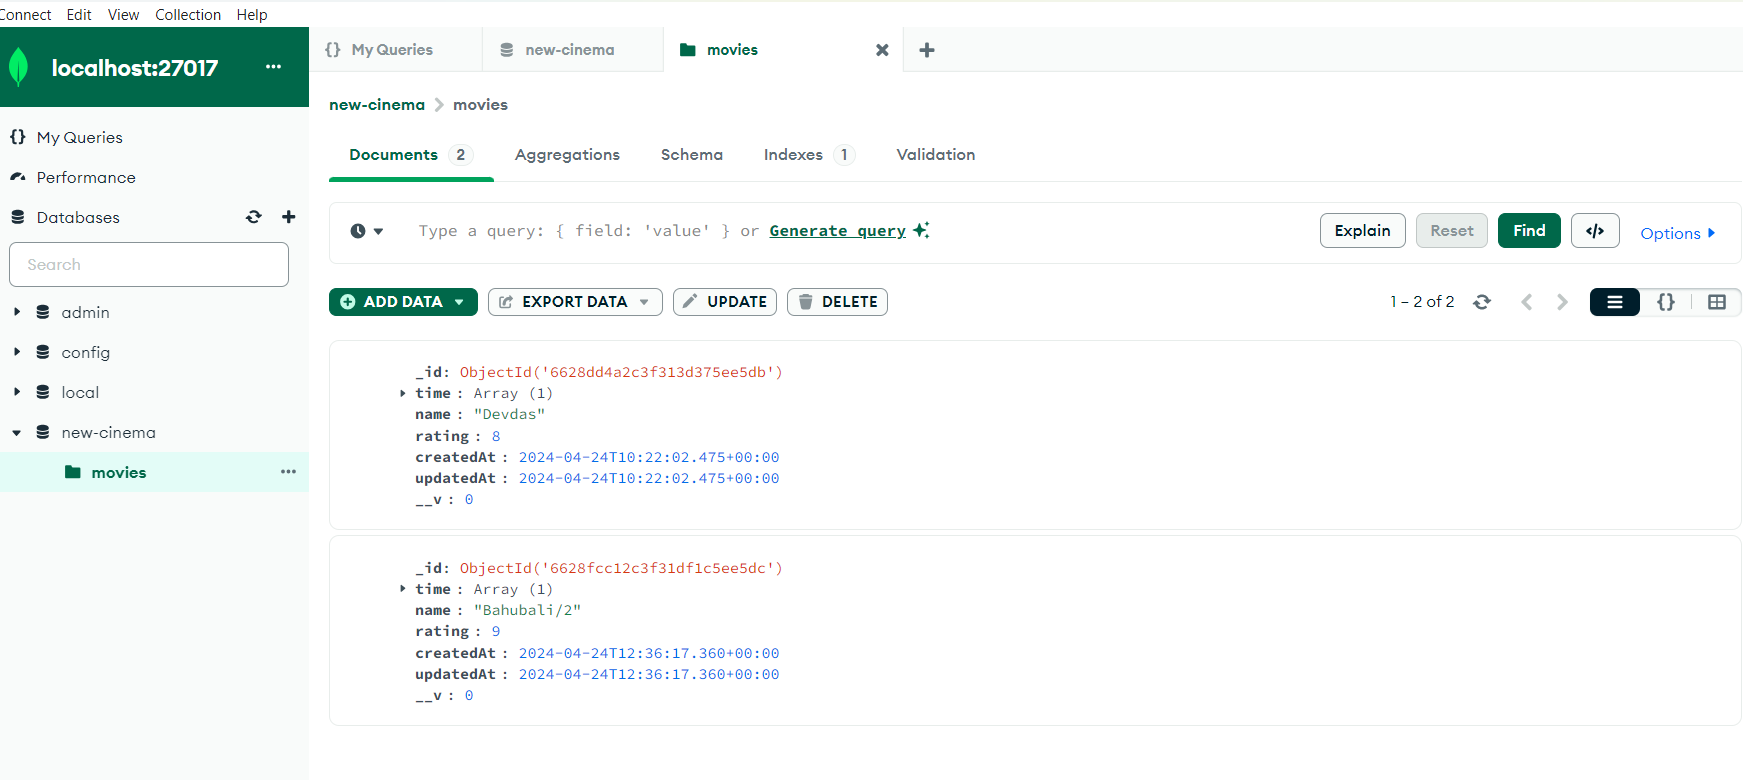 Connect Edit View Collection Help
localhost:27017 ...
{} My Queries
Performance
Databases
Search
admin
config
local
new-cinema
movies ...
{} My Queries new-cinema movies
new-cinema > movies
Documents 2 Aggregations Schema Indexes 1 Validation
Type a query: { field: 'value' } or Generate query Explain Reset Find </> Options
ADD DATA EXPORT DATA UPDATE DELETE 1 – 2 of 2 {}
_id: ObjectId('6628dd4a2c3f313d375ee5db')
time : Array (1)
name : "Devdas"
rating : 8
createdAt : 2024-04-24T10:22:02.475+00:00
updatedAt : 2024-04-24T10:22:02.475+00:00
__v : 0
_id: ObjectId('6628fcc12c3f31df1c5ee5dc')
time : Array (1)
name : "Bahubali/2"
rating : 9
createdAt : 2024-04-24T12:36:17.360+00:00
updatedAt : 2024-04-24T12:36:17.360+00:00
__v : 0